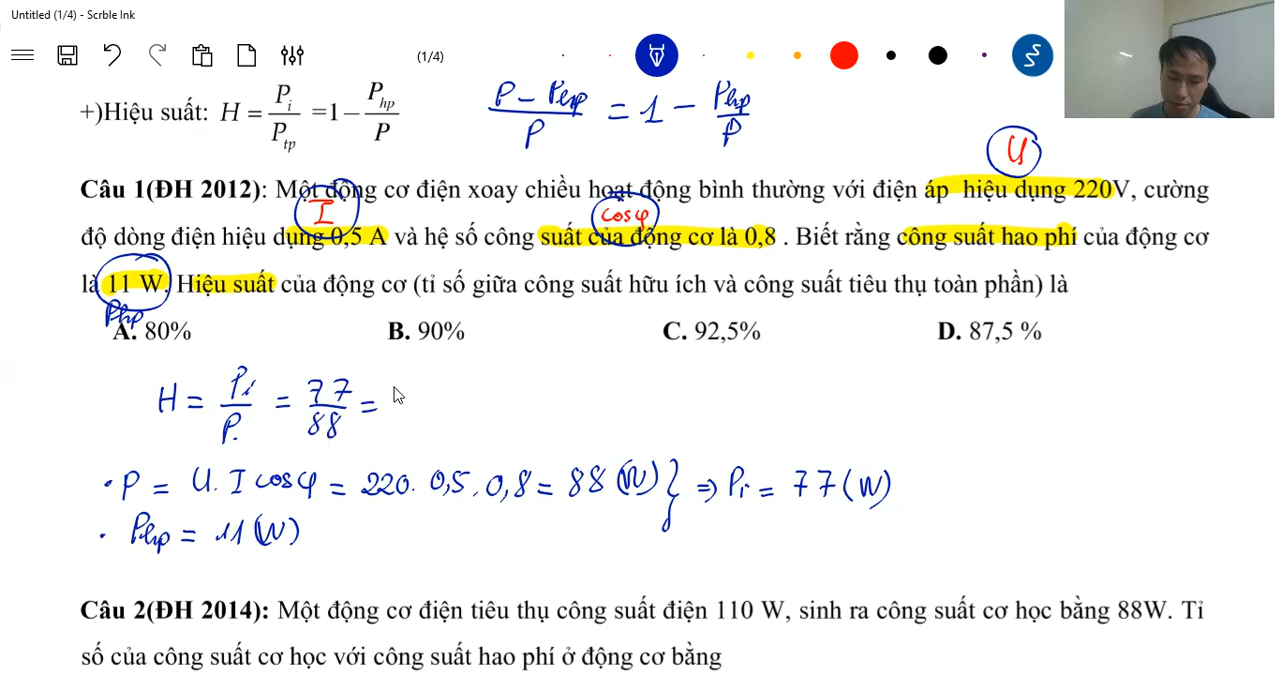 Untitled (1/4) - Scrble Ink
(1/4)
+)Hiệu suất: H = P_i / P_tp = 1 − P_hp / P
(P − Php) / P = 1 − Php / P
U
Câu 1(ĐH 2012): Một động cơ điện xoay chiều hoạt động bình thường với điện áp hiệu dụng 220V, cường
I cosφ
độ dòng điện hiệu dụng 0,5 A và hệ số công suất của động cơ là 0,8 . Biết rằng công suất hao phí của động cơ
là 11 W. Hiệu suất của động cơ (tỉ số giữa công suất hữu ích và công suất tiêu thụ toàn phần) là
Php
A. 80% B. 90% C. 92,5% D. 87,5 %
H = Pi / P = 77 / 88 =
• P = U. I cosφ = 220. 0,5. 0,8 = 88 (W) } ⇒ Pi = 77 (W)
• Php = 11 (W)
Câu 2(ĐH 2014): Một động cơ điện tiêu thụ công suất điện 110 W, sinh ra công suất cơ học bằng 88W. Tỉ
số của công suất cơ học với công suất hao phí ở động cơ bằng